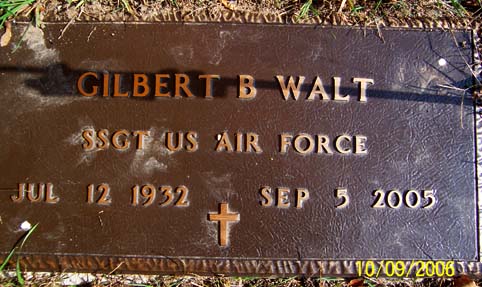 GILBERT B WALT
SSGT US AIR FORCE
JUL 12 1932 SEP 5 2005
10/09/2006